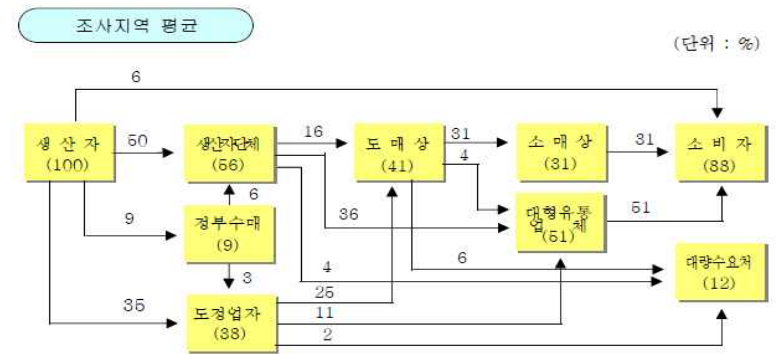 조사지역 평균
(단위 : %)
6
생 산 자
(100)
50
생산자단체
(56)
16
도 매 상
(41)
31
4
소 매 상
(31)
31
소 비 자
(88)
9
6
정부수매
(9)
36
대형유통
업 체
(51)
51
3
4
6
대량수요처
(12)
35
도정업자
(38)
25
11
2